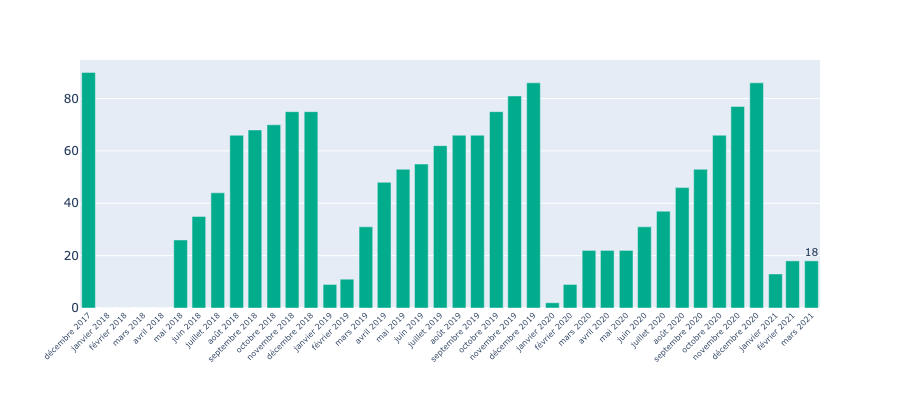 80
60
40
20
0
18
décembre 2017
janvier 2018
février 2018
mars 2018
avril 2018
mai 2018
juin 2018
juillet 2018
août 2018
septembre 2018
octobre 2018
novembre 2018
décembre 2018
janvier 2019
février 2019
mars 2019
avril 2019
mai 2019
juin 2019
juillet 2019
août 2019
septembre 2019
octobre 2019
novembre 2019
décembre 2019
janvier 2020
février 2020
mars 2020
avril 2020
mai 2020
juin 2020
juillet 2020
août 2020
septembre 2020
octobre 2020
novembre 2020
décembre 2020
janvier 2021
février 2021
mars 2021